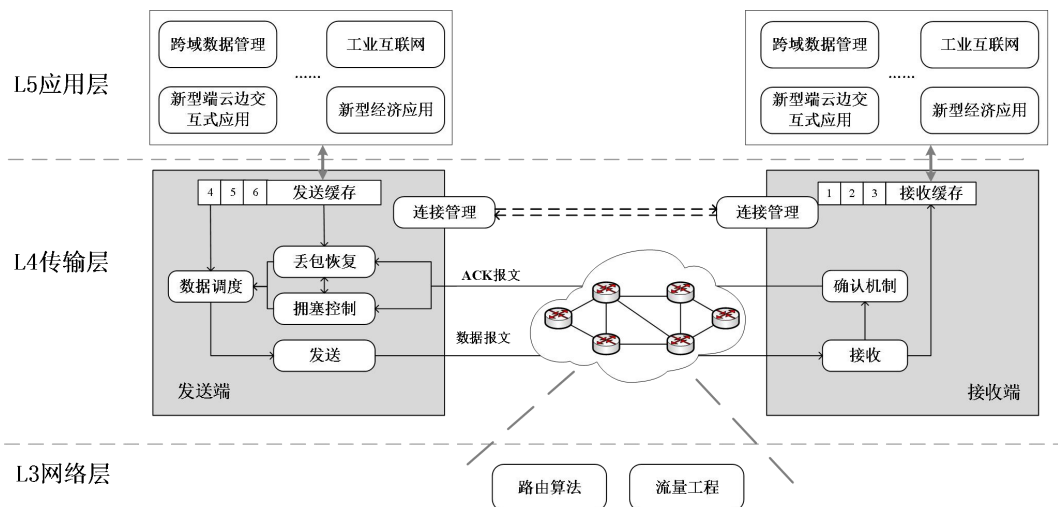 跨域数据管理
工业互联网
......
新型端云边交
互式应用
新型经济应用
跨域数据管理
工业互联网
......
新型端云边交
互式应用
新型经济应用
L5应用层
4 5 6 发送缓存
连接管理
连接管理
1 2 3 接收缓存
L4传输层
丢包恢复
数据调度
拥塞控制
发送
发送端
ACK报文
数据报文
确认机制
接收
接收端
L3网络层
路由算法
流量工程